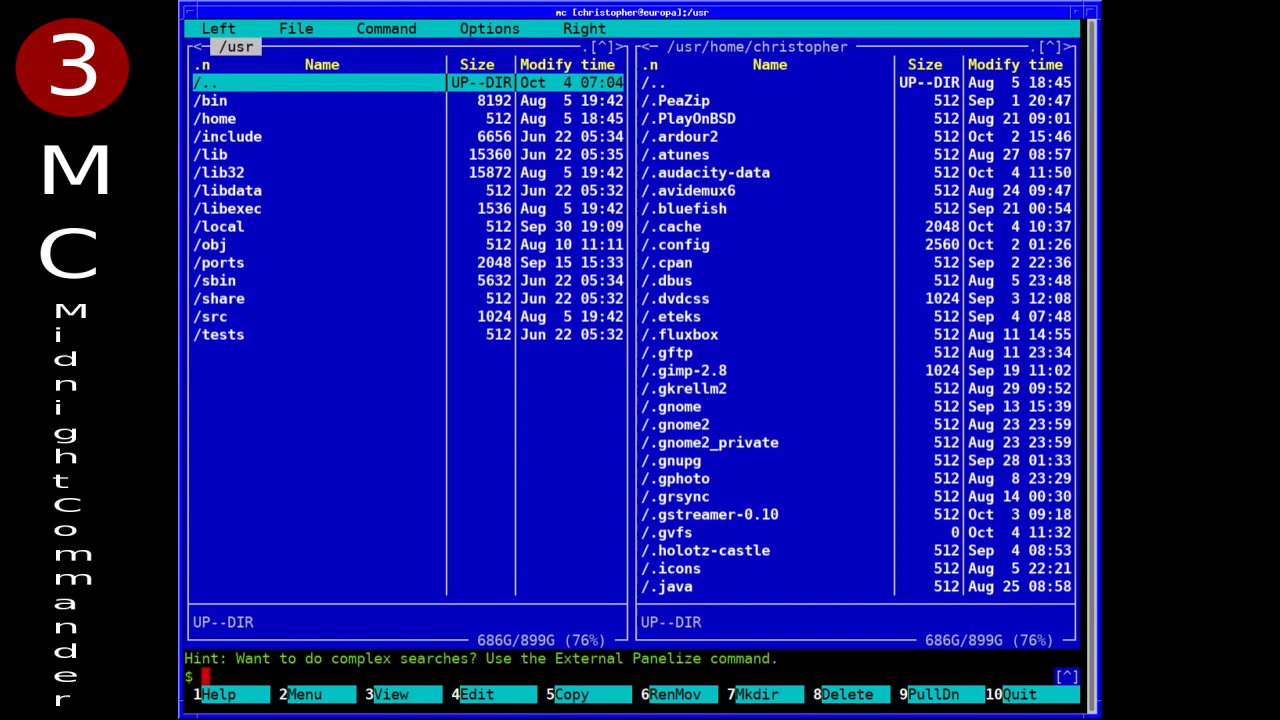 3
M
C
Midnight Commander
mc [christopher@europa]:/usr
Left File Command Options Right
<─ /usr .[^]>
.n Name Size Modify time
/.. UP--DIR Oct 4 07:04
/bin 8192 Aug 5 19:42
/home 512 Aug 5 18:45
/include 6656 Jun 22 05:34
/lib 15360 Jun 22 05:35
/lib32 15872 Aug 5 19:42
/libdata 512 Jun 22 05:32
/libexec 1536 Aug 5 19:42
/local 512 Sep 30 19:09
/obj 512 Aug 10 11:11
/ports 2048 Sep 15 15:33
/sbin 5632 Jun 22 05:34
/share 512 Jun 22 05:32
/src 1024 Aug 5 19:42
/tests 512 Jun 22 05:32
UP--DIR
686G/899G (76%)
<─ /usr/home/christopher .[^]>
.n Name Size Modify time
/.. UP--DIR Aug 5 18:45
/.PeaZip 512 Sep 1 20:47
/.PlayOnBSD 512 Aug 21 09:01
/.ardour2 512 Oct 2 15:46
/.atunes 512 Aug 27 08:57
/.audacity-data 512 Oct 4 11:50
/.avidemux6 512 Aug 24 09:47
/.bluefish 512 Sep 21 00:54
/.cache 2048 Oct 4 10:37
/.config 2560 Oct 2 01:26
/.cpan 512 Sep 2 22:36
/.dbus 512 Aug 5 23:48
/.dvdcss 1024 Sep 3 12:08
/.eteks 512 Sep 4 07:48
/.fluxbox 512 Aug 11 14:55
/.gftp 512 Aug 11 23:34
/.gimp-2.8 1024 Sep 19 11:02
/.gkrellm2 512 Aug 29 09:52
/.gnome 512 Sep 13 15:39
/.gnome2 512 Aug 23 23:59
/.gnome2_private 512 Aug 23 23:59
/.gnupg 512 Sep 28 01:33
/.gphoto 512 Aug 8 23:29
/.grsync 512 Aug 14 00:30
/.gstreamer-0.10 512 Oct 3 09:18
/.gvfs 0 Oct 4 11:32
/.holotz-castle 512 Sep 4 08:53
/.icons 512 Aug 5 22:21
/.java 512 Aug 25 08:58
UP--DIR
686G/899G (76%)
Hint: Want to do complex searches? Use the External Panelize command.
$ [^]
1Help 2Menu 3View 4Edit 5Copy 6RenMov 7Mkdir 8Delete 9PullDn 10Quit